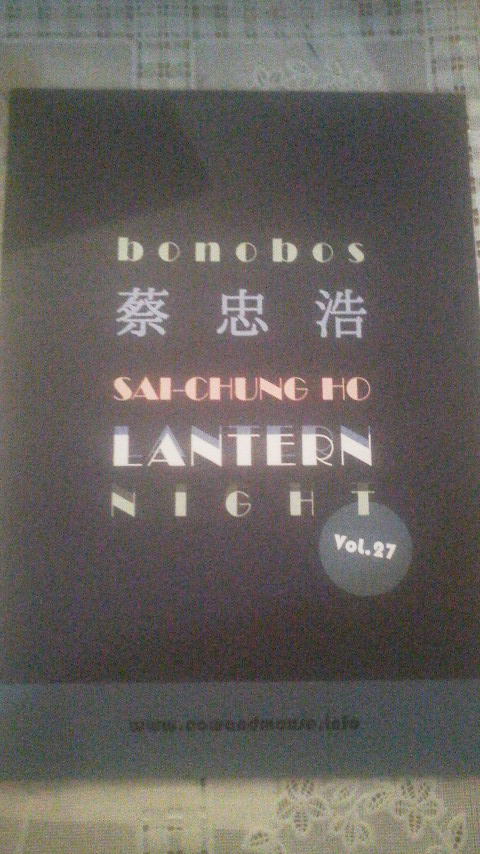 bonobos
蔡忠浩
SAI-CHUNG HO
LANTERN
NIGHT
Vol.27